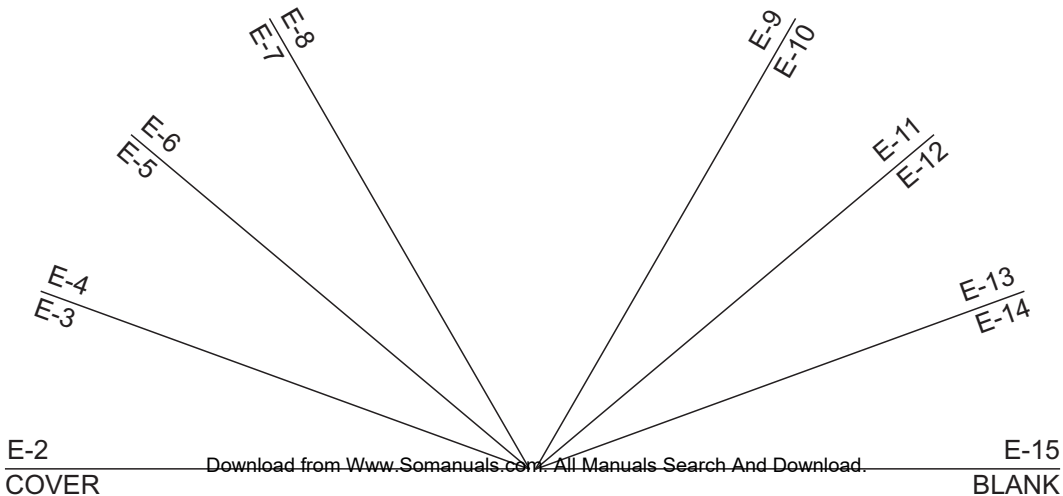 E-8
E-7
E-9
E-10
E-6
E-5
E-11
E-12
E-4
E-3
E-13
E-14
E-2
E-15
Download from Www.Somanuals.com. All Manuals Search And Download.
COVER
BLANK